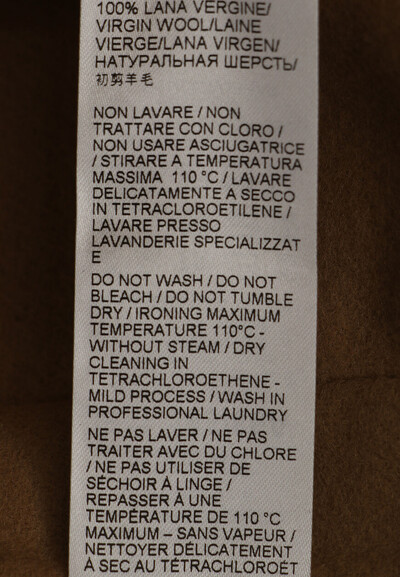 100% LANA VERGINE/
VIRGIN WOOL/LAINE
VIERGE/LANA VIRGEN/
НАТУРАЛЬНАЯ ШЕРСТЬ/
初剪羊毛
NON LAVARE / NON
TRATTARE CON CLORO /
NON USARE ASCIUGATRICE
/ STIRARE A TEMPERATURA
MASSIMA 110 °C / LAVARE
DELICATAMENTE A SECCO
IN TETRACLOROETILENE /
LAVARE PRESSO
LAVANDERIE SPECIALIZZAT
E
DO NOT WASH / DO NOT
BLEACH / DO NOT TUMBLE
DRY / IRONING MAXIMUM
TEMPERATURE 110°C -
WITHOUT STEAM / DRY
CLEANING IN
TETRACHLOROETHENE -
MILD PROCESS / WASH IN
PROFESSIONAL LAUNDRY
NE PAS LAVER / NE PAS
TRAITER AVEC DU CHLORE
/ NE PAS UTILISER DE
SÉCHOIR À LINGE /
REPASSER À UNE
TEMPÉRATURE DE 110 °C
MAXIMUM – SANS VAPEUR /
NETTOYER DÉLICATEMENT
À SEC AU TÉTRACHLOROÉT